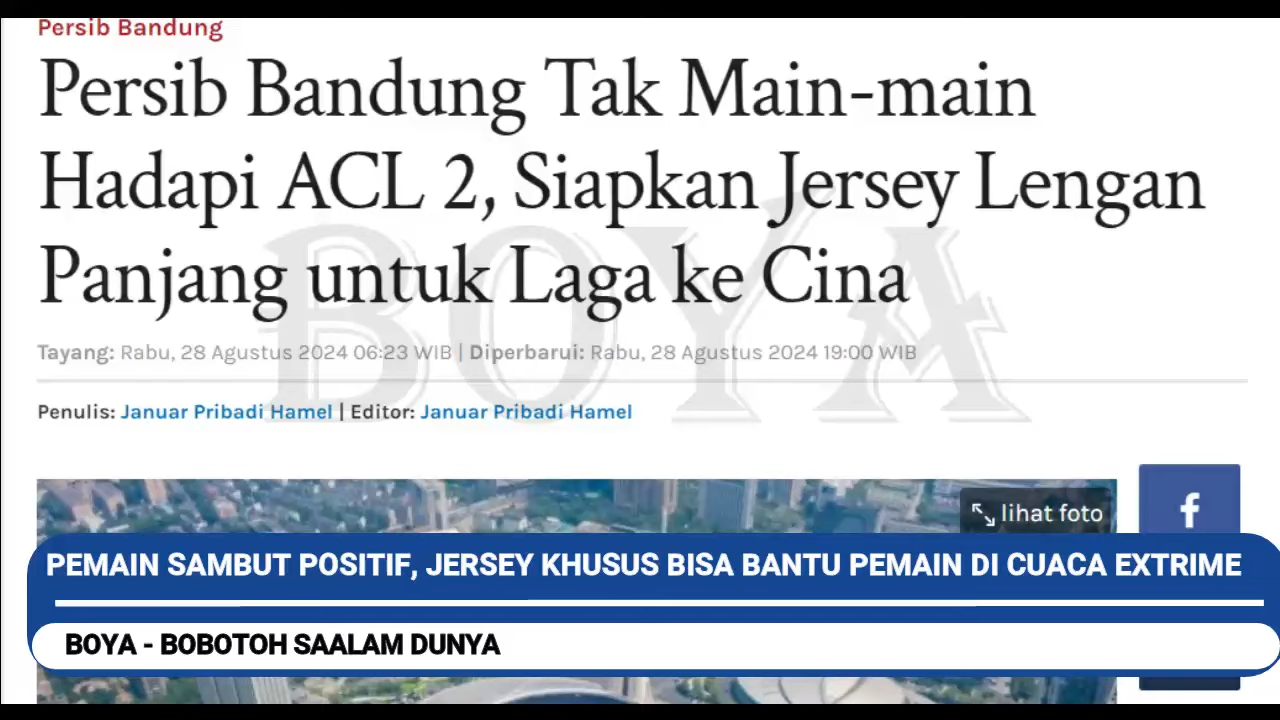 Persib Bandung
Persib Bandung Tak Main-main
Hadapi ACL 2, Siapkan Jersey Lengan
Panjang untuk Laga ke Cina
BOYA
Tayang: Rabu, 28 Agustus 2024 06:23 WIB | Diperbarui: Rabu, 28 Agustus 2024 19:00 WIB
Penulis: Januar Pribadi Hamel | Editor: Januar Pribadi Hamel
lihat foto
f
PEMAIN SAMBUT POSITIF, JERSEY KHUSUS BISA BANTU PEMAIN DI CUACA EXTRIME
BOYA - BOBOTOH SAALAM DUNYA